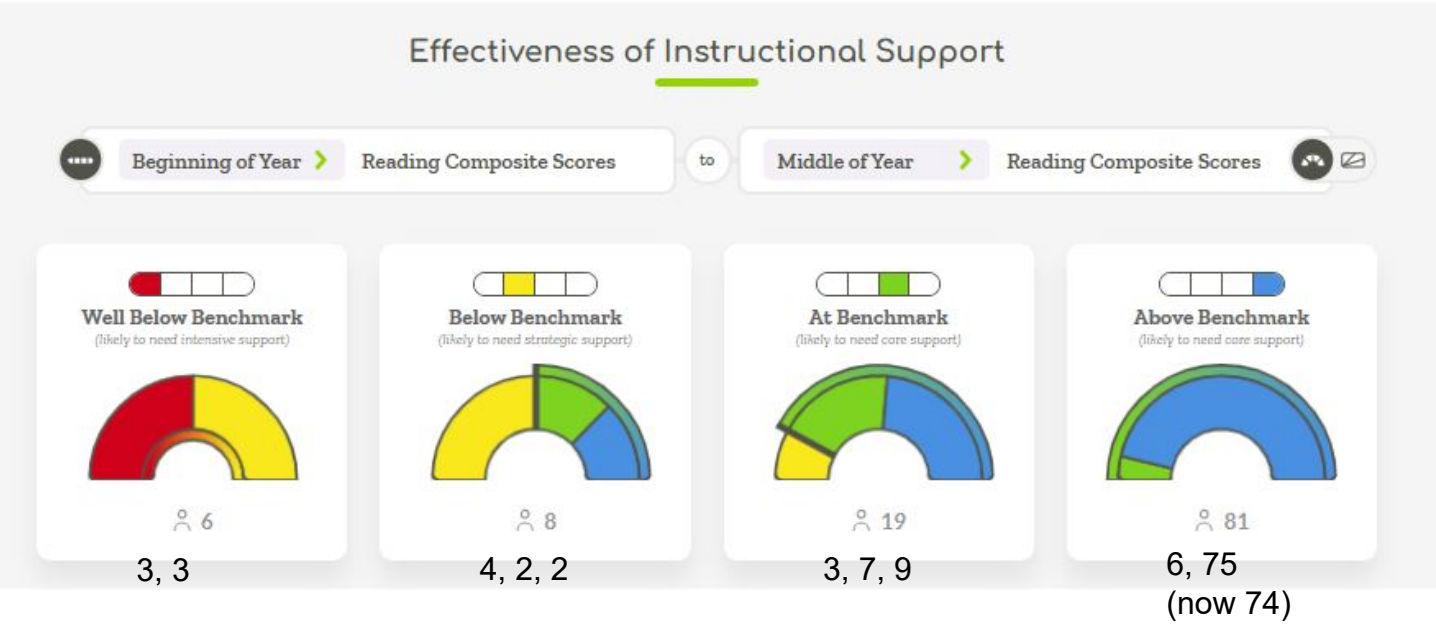 Effectiveness of Instructional Support
Beginning of Year > Reading Composite Scores to Middle of Year > Reading Composite Scores
Well Below Benchmark
(likely to need intensive support)
6
3, 3
Below Benchmark
(likely to need strategic support)
8
4, 2, 2
At Benchmark
(likely to need core support)
19
3, 7, 9
Above Benchmark
(likely to need core support)
81
6, 75
(now 74)